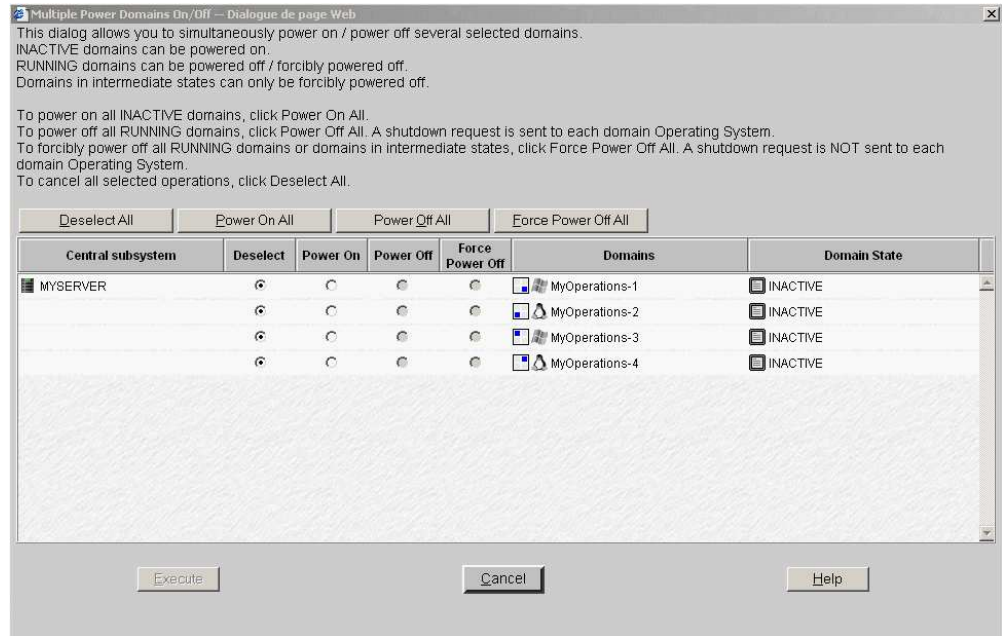 Multiple Power Domains On/Off -- Dialogue de page Web
This dialog allows you to simultaneously power on / power off several selected domains.
INACTIVE domains can be powered on.
RUNNING domains can be powered off / forcibly powered off.
Domains in intermediate states can only be forcibly powered off.
To power on all INACTIVE domains, click Power On All.
To power off all RUNNING domains, click Power Off All. A shutdown request is sent to each domain Operating System.
To forcibly power off all RUNNING domains or domains in intermediate states, click Force Power Off All. A shutdown request is NOT sent to each
domain Operating System.
To cancel all selected operations, click Deselect All.
Deselect All Power On All Power Off All Force Power Off All
Central subsystem Deselect Power On Power Off Force Power Off Domains Domain State
MYSERVER MyOperations-1 INACTIVE
MyOperations-2 INACTIVE
MyOperations-3 INACTIVE
MyOperations-4 INACTIVE
Execute Cancel Help